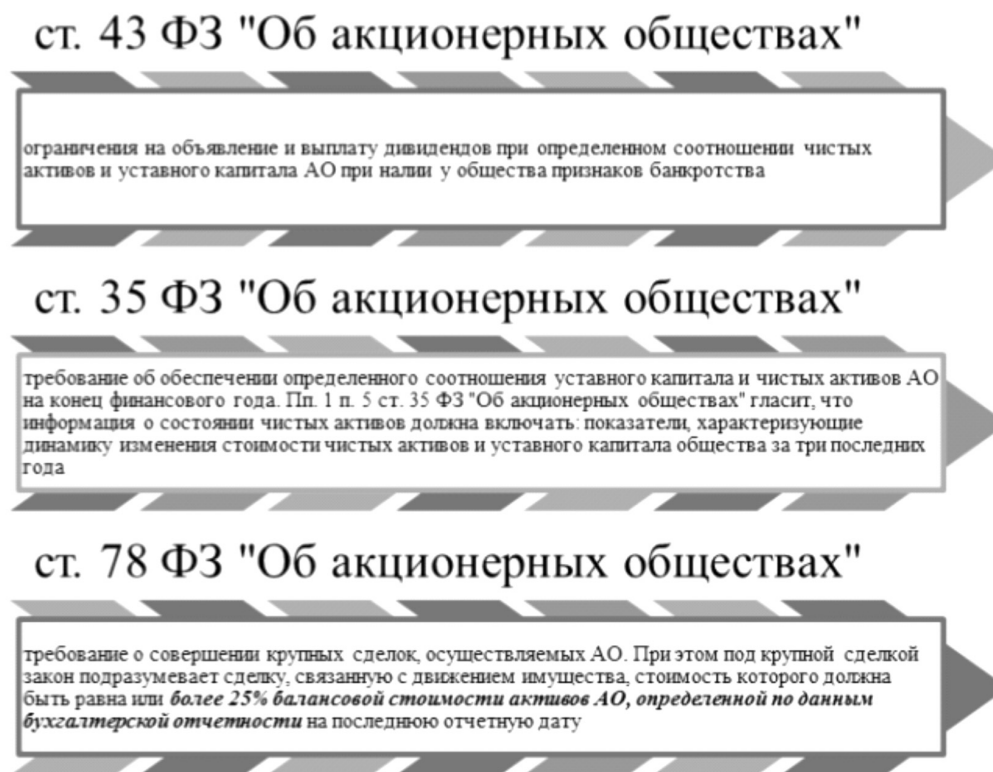 ст. 43 ФЗ "Об акционерных обществах"
ограничения на объявление и выплату дивидендов при определенном соотношении чистых
активов и уставного капитала АО при налии у общества признаков банкротства
ст. 35 ФЗ "Об акционерных обществах"
требование об обеспечении определенного соотношения уставного капитала и чистых активов АО
на конец финансового года. Пп. 1 п. 5 ст. 35 ФЗ "Об акционерных обществах" гласит, что
информация о состоянии чистых активов должна включать: показатели, характеризующие
динамику изменения стоимости чистых активов и уставного капитала общества за три последних
года
ст. 78 ФЗ "Об акционерных обществах"
требование о совершении крупных сделок, осуществляемых АО. При этом под крупной сделкой
закон подразумевает сделку, связанную с движением имущества, стоимость которого должна
быть равна или более 25% балансовой стоимости активов АО, определенной по данным
бухгалтерской отчетности на последнюю отчетную дату